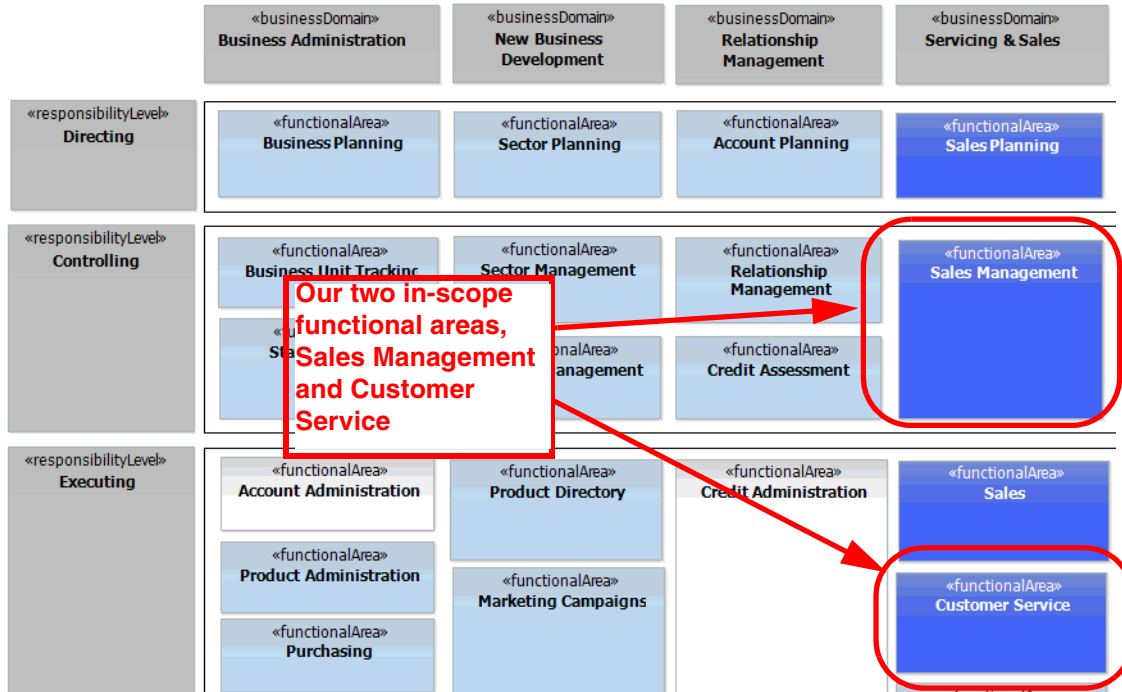 «businessDomain»
Business Administration
«businessDomain»
New Business
Development
«businessDomain»
Relationship
Management
«businessDomain»
Servicing & Sales
«responsibilityLevel»
Directing
«functionalArea»
Business Planning
«functionalArea»
Sector Planning
«functionalArea»
Account Planning
«functionalArea»
Sales Planning
«responsibilityLevel»
Controlling
«functionalArea»
Business Unit Tracking
«functionalArea»
Sector Management
«functionalArea»
Relationship
Management
«functionalArea»
Sales Management
Our two in-scope
functional areas,
Sales Management
and Customer
Service
«functionalArea»
Credit Assessment
«responsibilityLevel»
Executing
«functionalArea»
Account Administration
«functionalArea»
Product Directory
«functionalArea»
Credit Administration
«functionalArea»
Sales
«functionalArea»
Product Administration
«functionalArea»
Marketing Campaigns
«functionalArea»
Customer Service
«functionalArea»
Purchasing